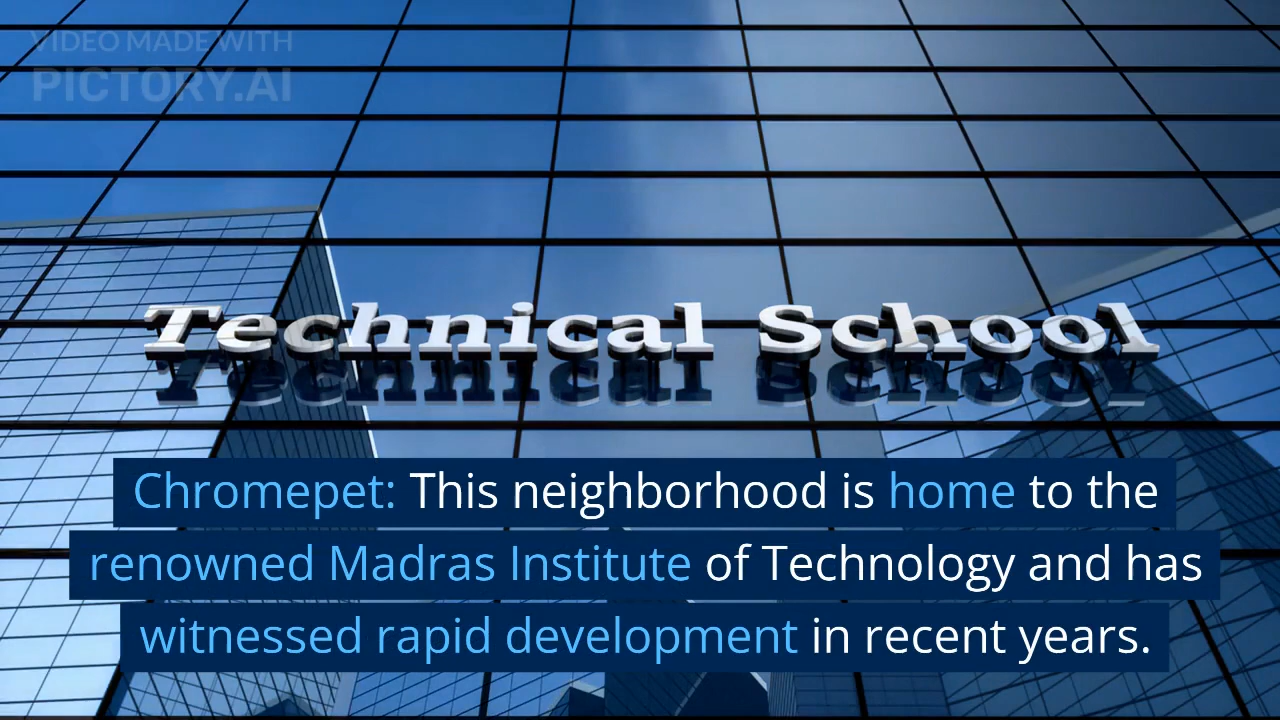 VIDEO MADE WITH
PICTORY.AI
Technical School
Chromepet: This neighborhood is home to the
renowned Madras Institute of Technology and has
witnessed rapid development in recent years.